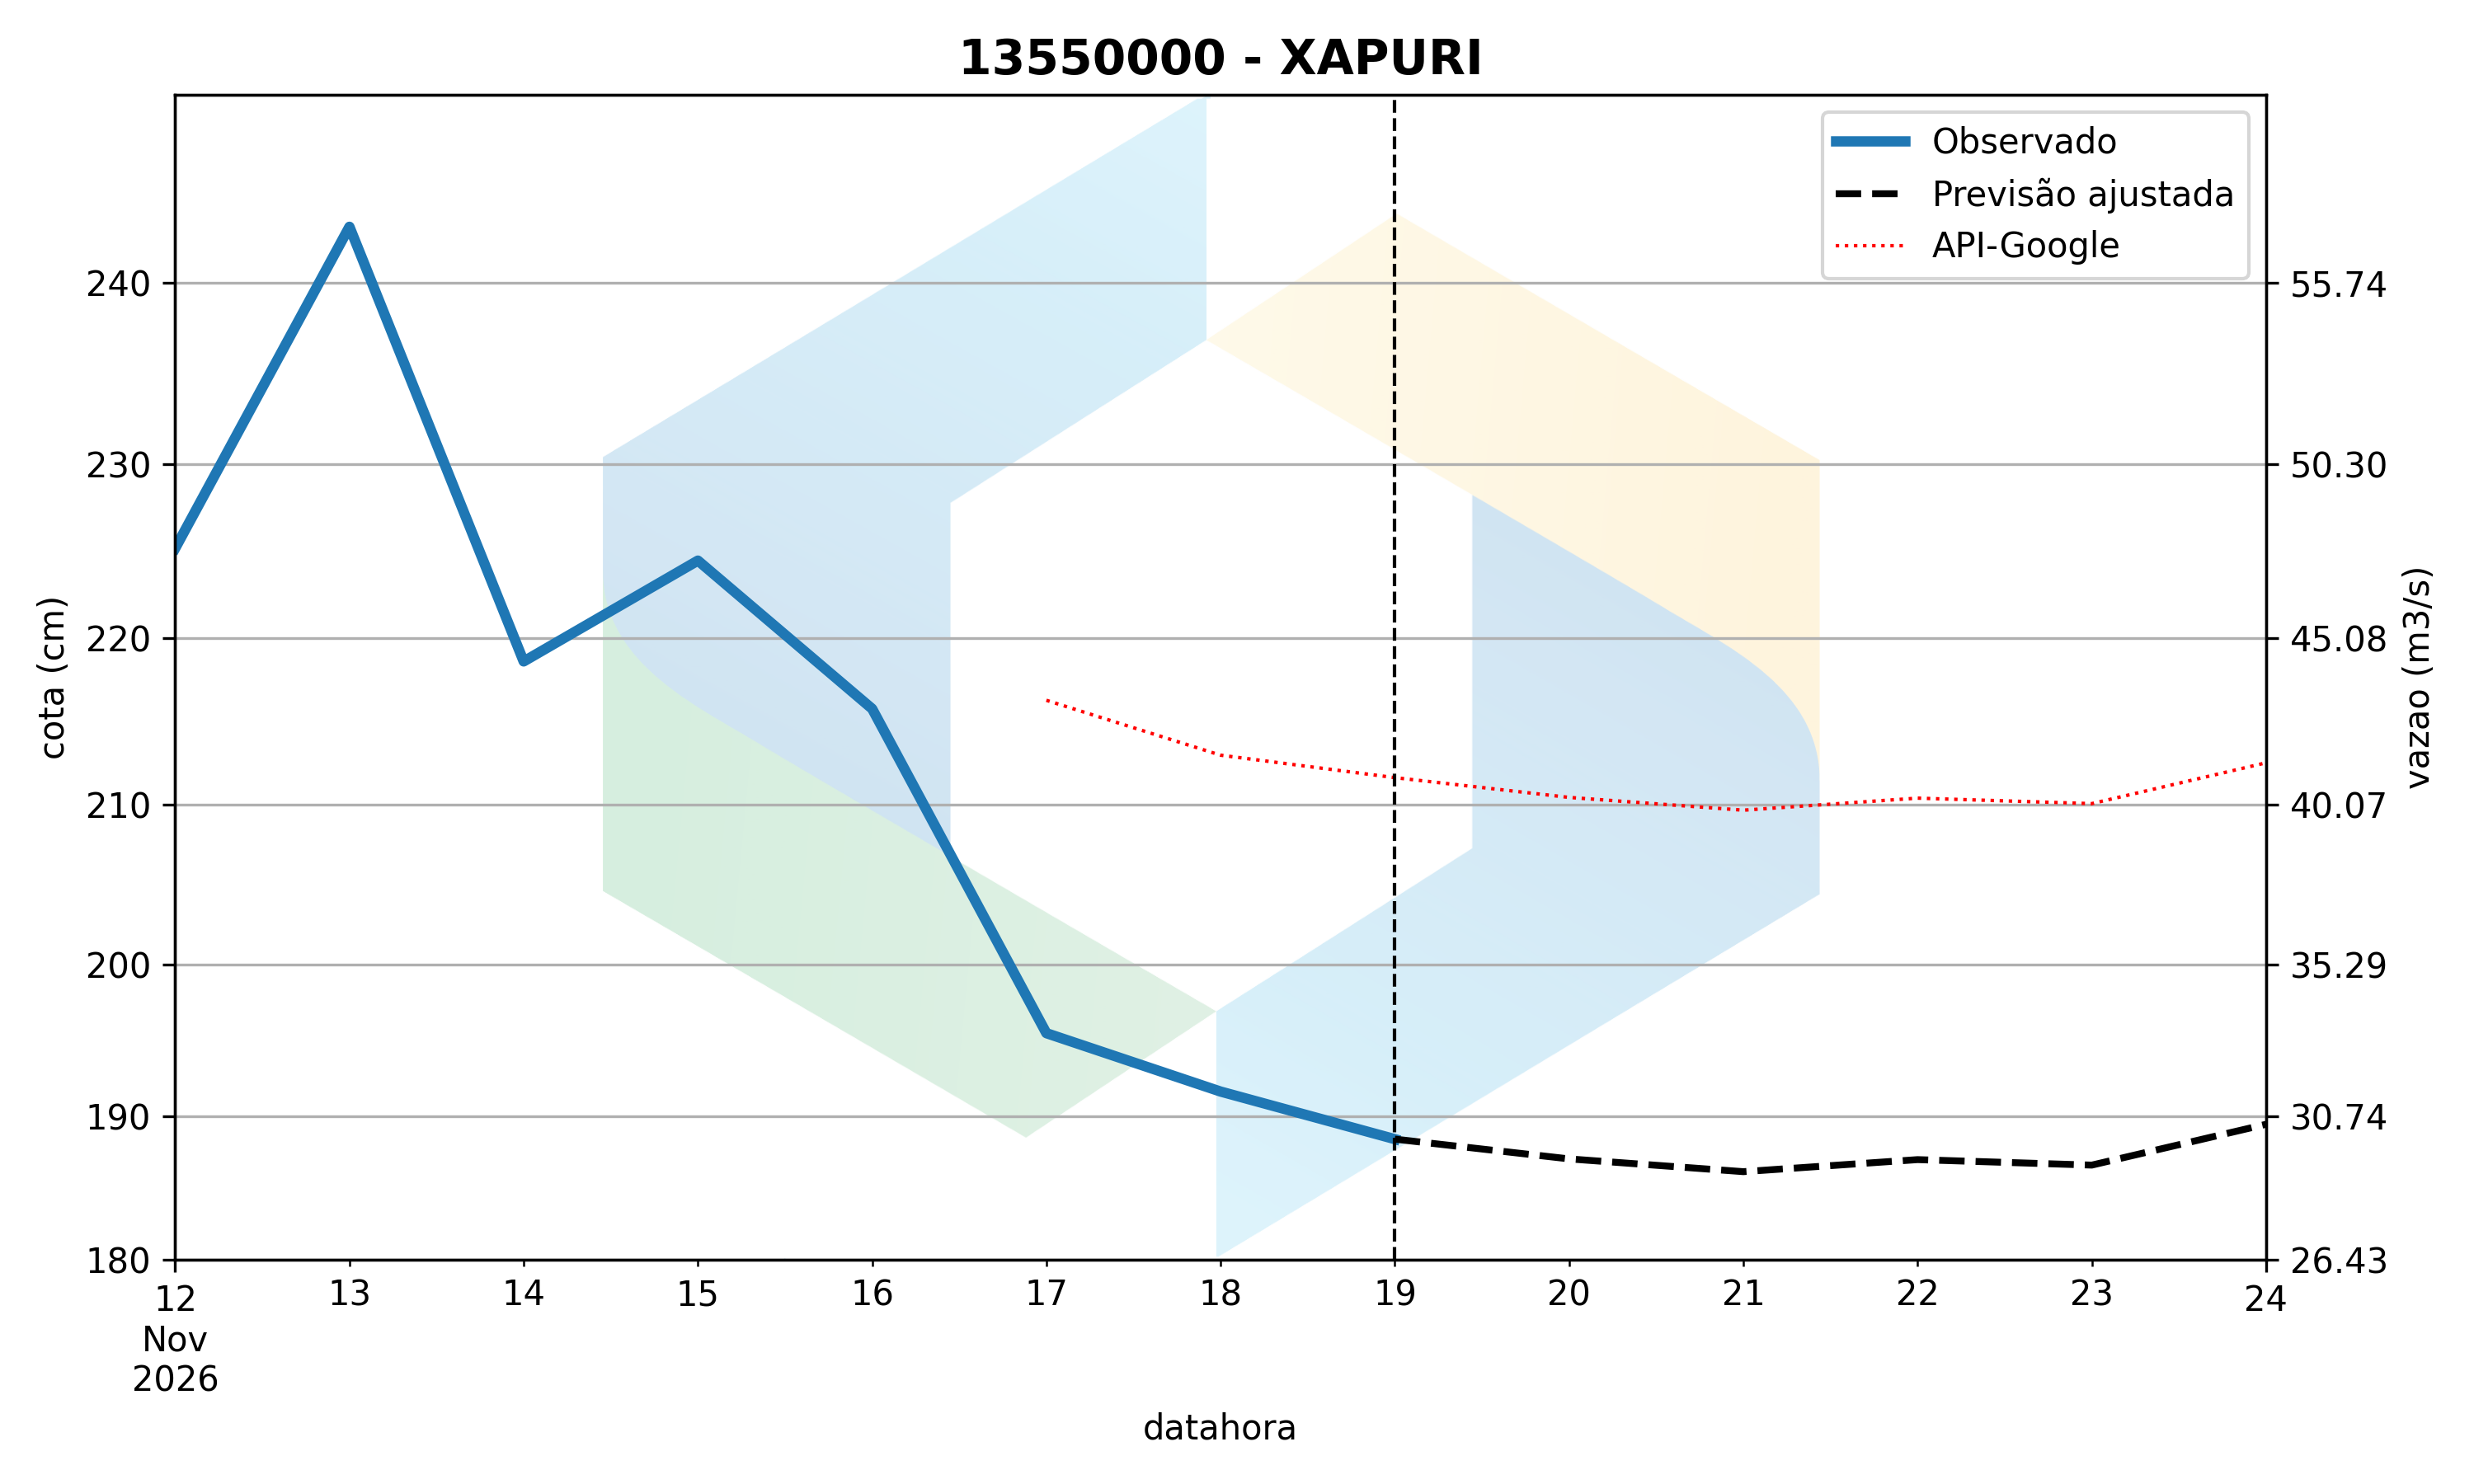 13550000 - XAPURI
Observado
Previsão ajustada
API-Google
cota (cm)
240
230
220
210
200
190
180
vazao (m3/s)
55.74
50.30
45.08
40.07
35.29
30.74
26.43
12 13 14 15 16 17 18 19 20 21 22 23 24
Nov
2026
datahora